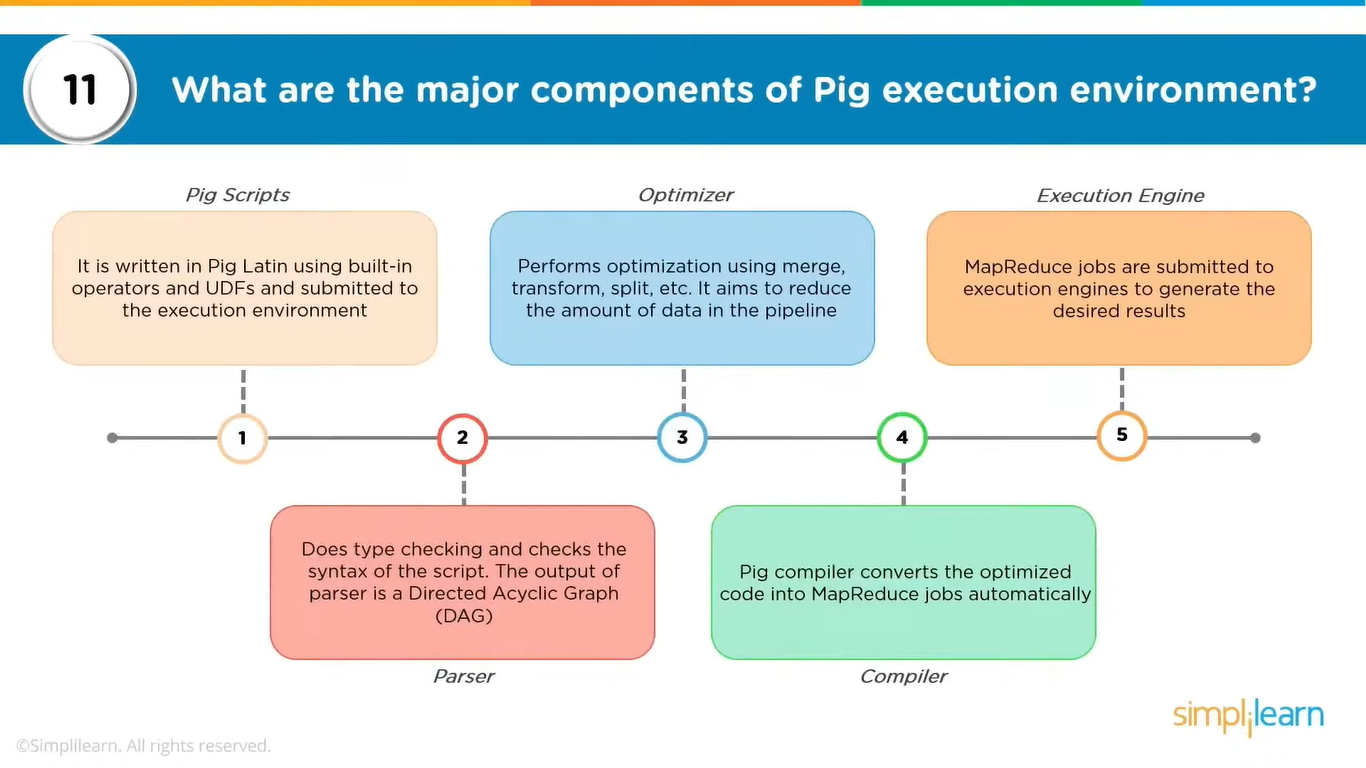 11
What are the major components of Pig execution environment?
Pig Scripts
It is written in Pig Latin using built-in
operators and UDFs and submitted to
the execution environment
Optimizer
Performs optimization using merge,
transform, split, etc. It aims to reduce
the amount of data in the pipeline
Execution Engine
MapReduce jobs are submitted to
execution engines to generate the
desired results
1
2
3
4
5
Does type checking and checks the
syntax of the script. The output of
parser is a Directed Acyclic Graph
(DAG)
Parser
Pig compiler converts the optimized
code into MapReduce jobs automatically
Compiler
simplilearn
©Simplilearn. All rights reserved.